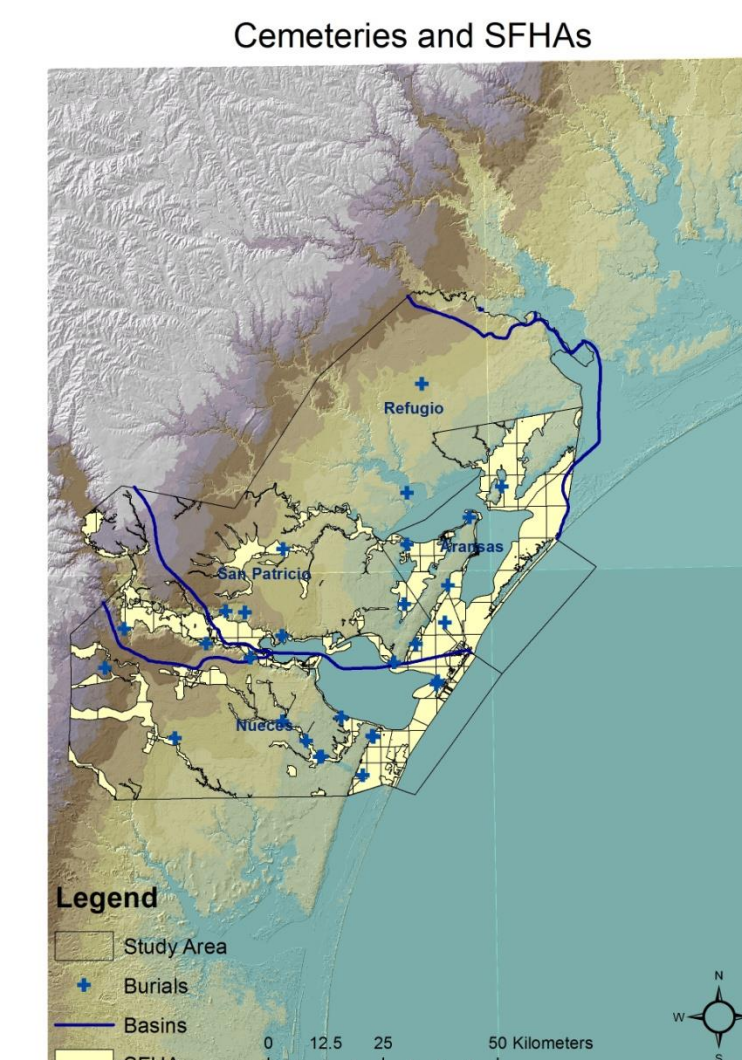 Cemeteries and SFHAs
Refugio
Aransas
San Patricio
Nueces
Legend
Study Area
Burials
Basins
0 12.5 25 50 Kilometers
N
W
S